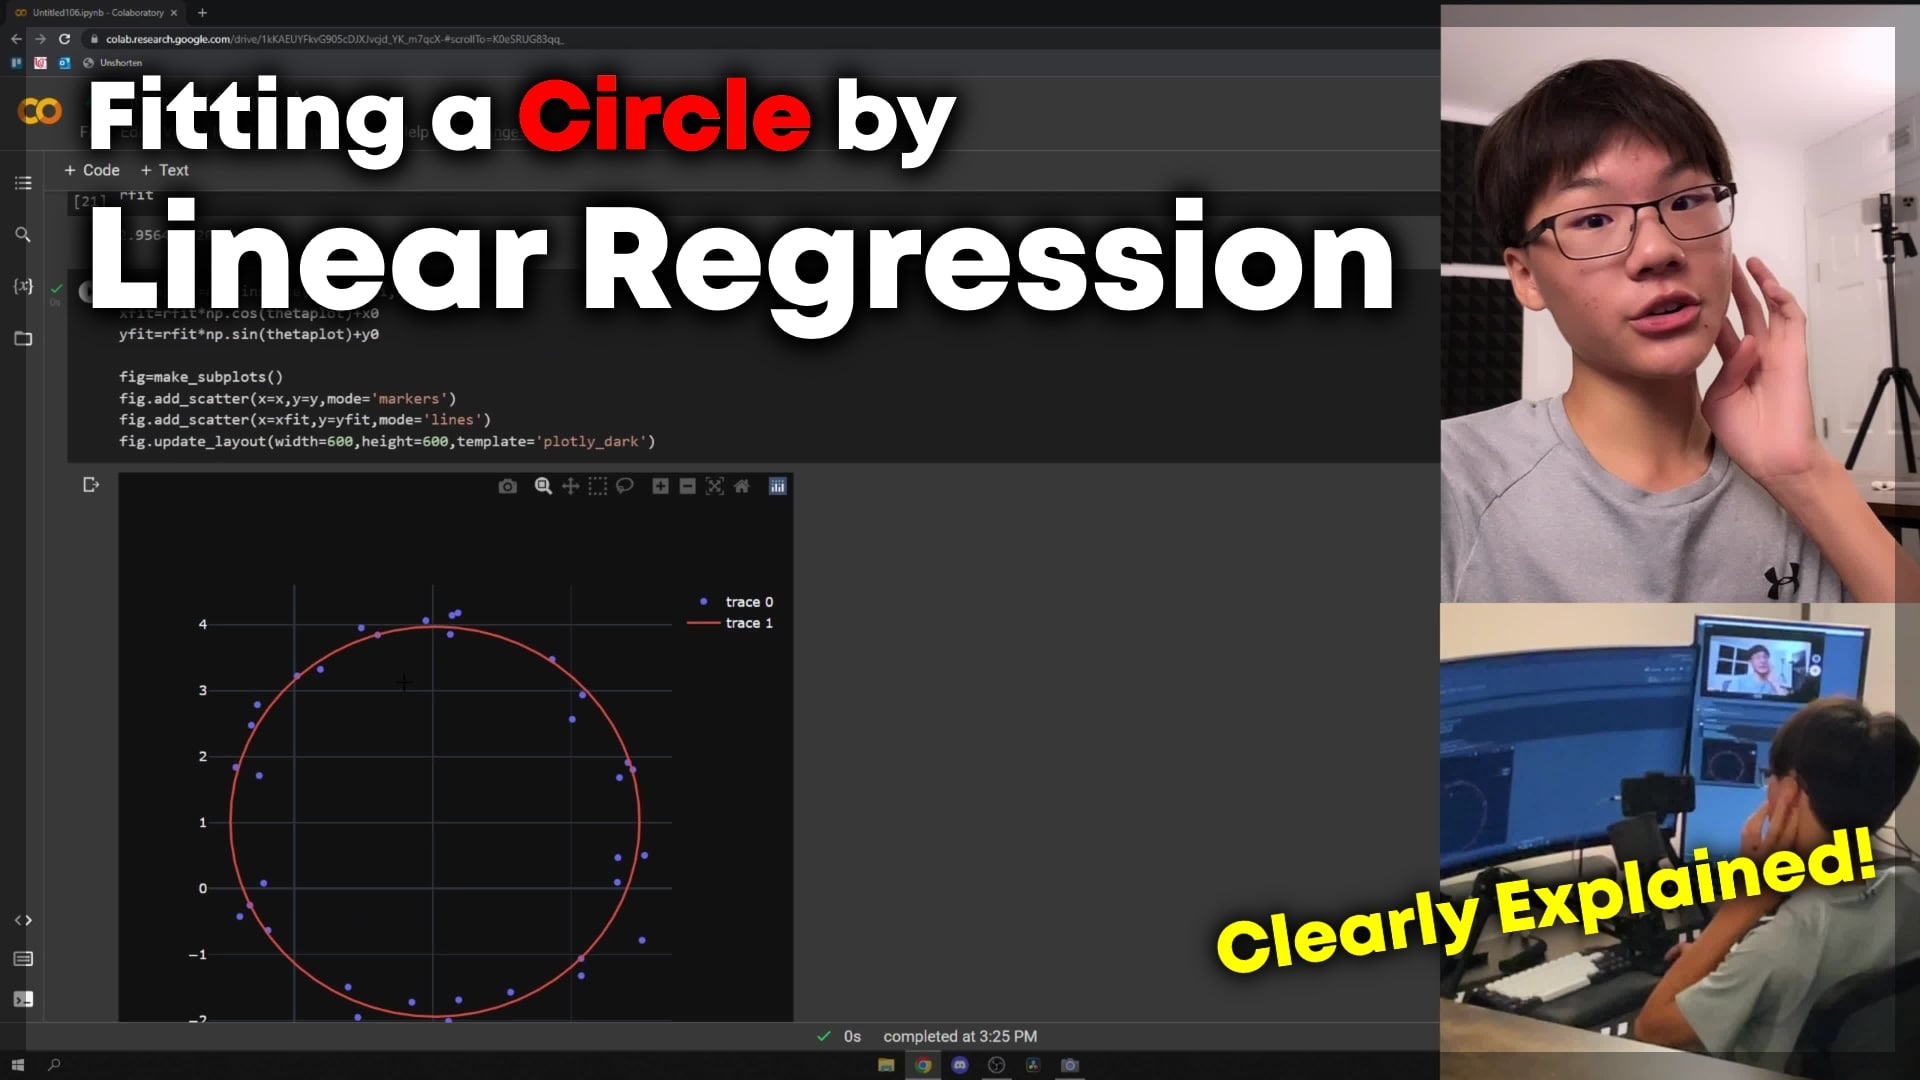 Untitled106.ipynb - Colaboratory
colab.research.google.com/drive/1kKAEUYFkvG905cDJXJvcjd_YK_m7qcX-#scrollTo=K0eSRUG83qq_
Unshorten
Fitting a Circle by
+ Code + Text
[21] rfit
Linear Regression
0s
xfit=rfit*np.cos(thetaplot)+x0
yfit=rfit*np.sin(thetaplot)+y0
fig=make_subplots()
fig.add_scatter(x=x,y=y,mode='markers')
fig.add_scatter(x=xfit,y=yfit,mode='lines')
fig.update_layout(width=600,height=600,template='plotly_dark')
trace 0
trace 1
4
3
2
1
0
−1
−2
Clearly Explained!
0s completed at 3:25 PM